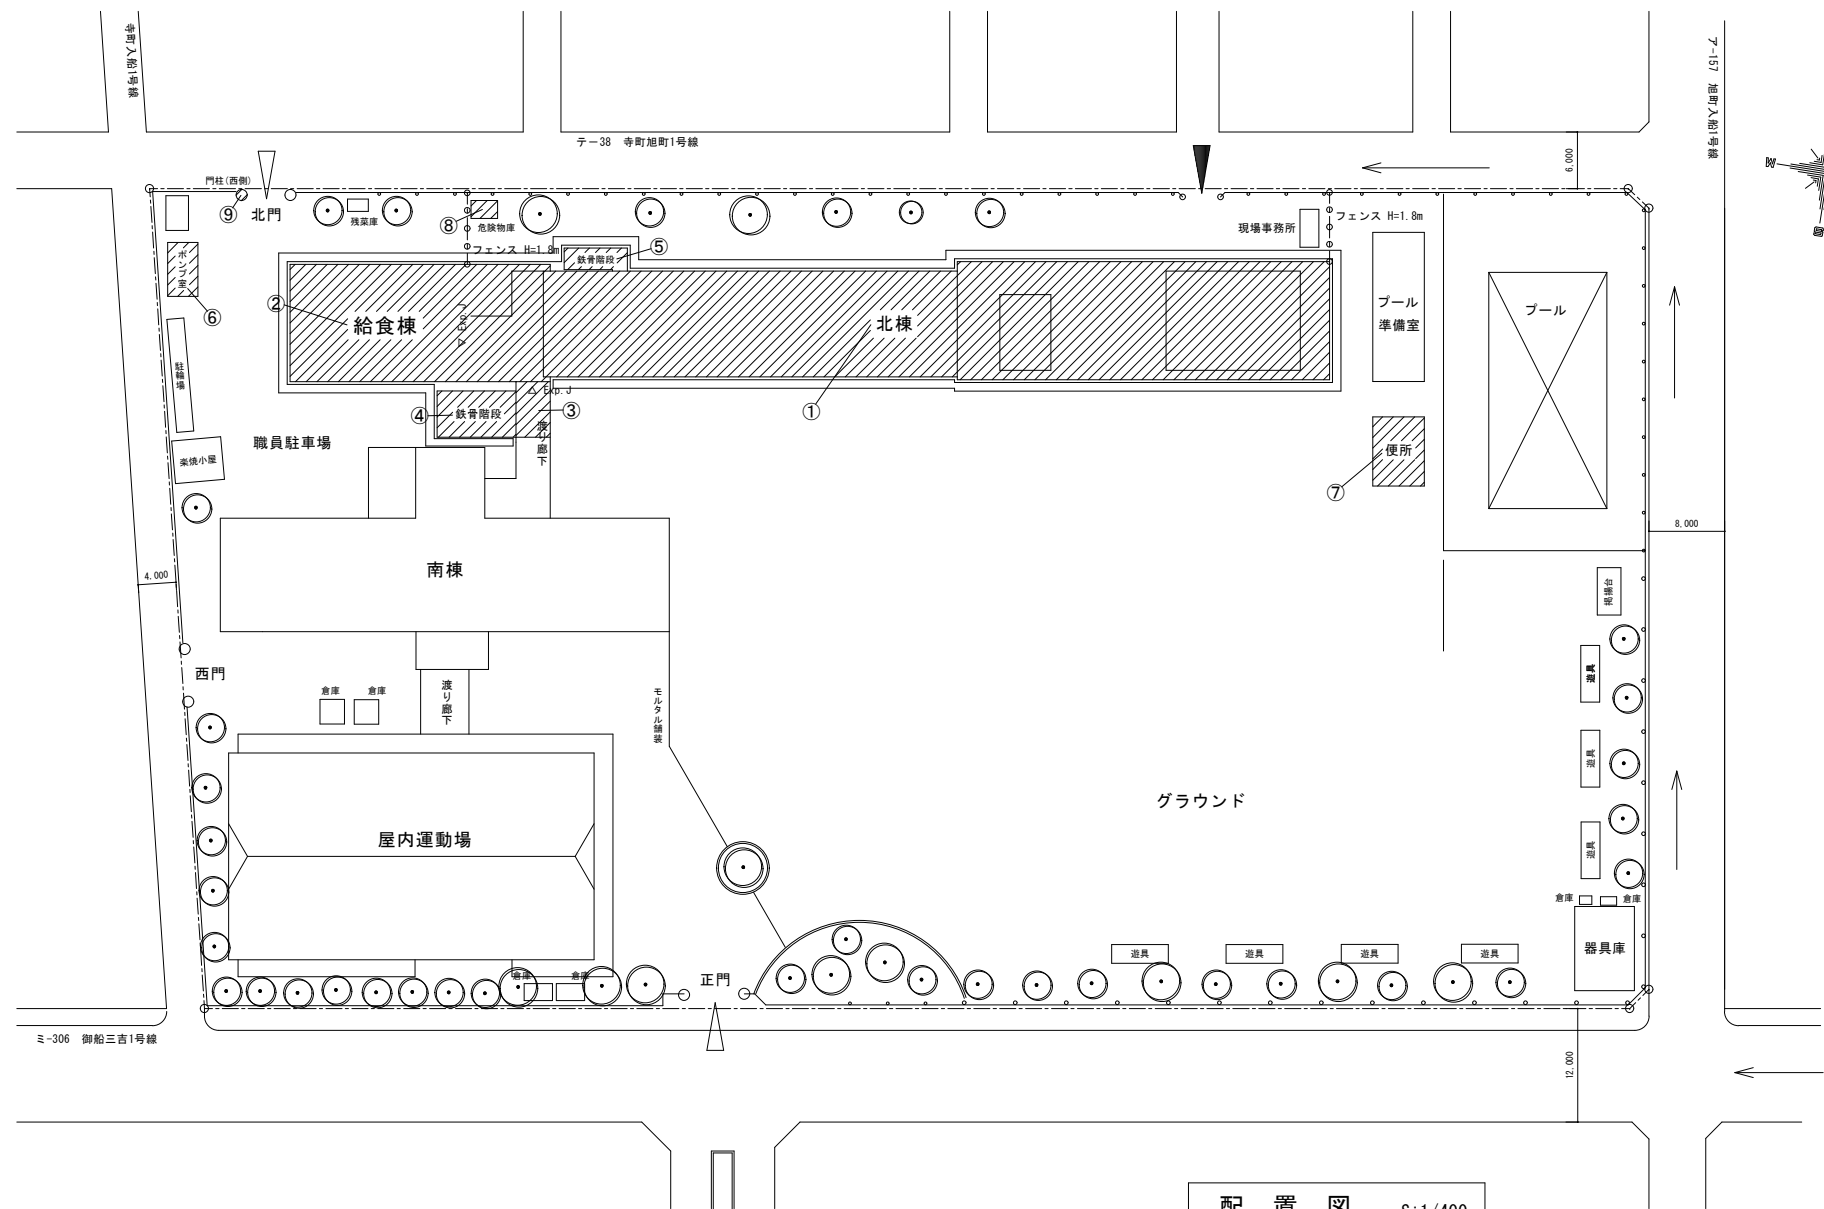 寺町入船1号線
ア-157 旭町入船1号線
テ-38 寺町旭町1号線
6,000
門柱(西側)
⑨
北門
残菜庫
⑧
危険物庫
フェンス H=1.8m
⑤
鉄骨階段
現場事務所
フェンス H=1.8m
ポンプ室
⑥
②
給食棟
▽ Exp.J
北棟
①
プール
準備室
プール
駐輪場
④
鉄骨階段
△ Exp.J
③
渡り廊下
職員駐車場
楽焼小屋
便所
⑦
8,000
4,000
南棟
掲揚台
西門
倉庫
倉庫
渡り廊下
モルタル舗装
遊具
遊具
遊具
グラウンド
屋内運動場
倉庫
倉庫
器具庫
遊具
遊具
遊具
遊具
倉庫
倉庫
正門
ミ-306 御船三吉1号線
12,000
配置図 S:1/400